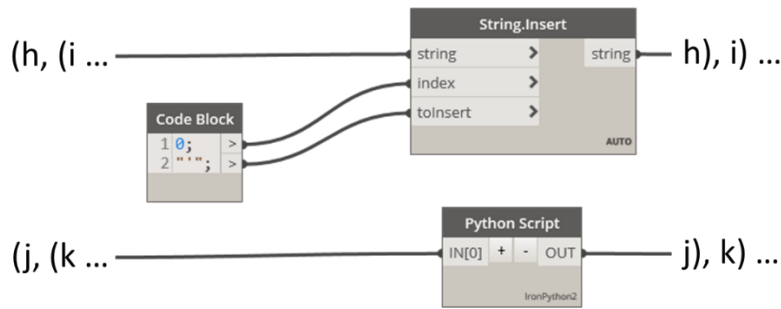 String.Insert
(h, (i ...
string
string
h), i) ...
index
toInsert
AUTO
Code Block
1 0;
>
2 "'";
>
Python Script
(j, (k ...
IN[0] + - OUT
j), k) ...
IronPython2